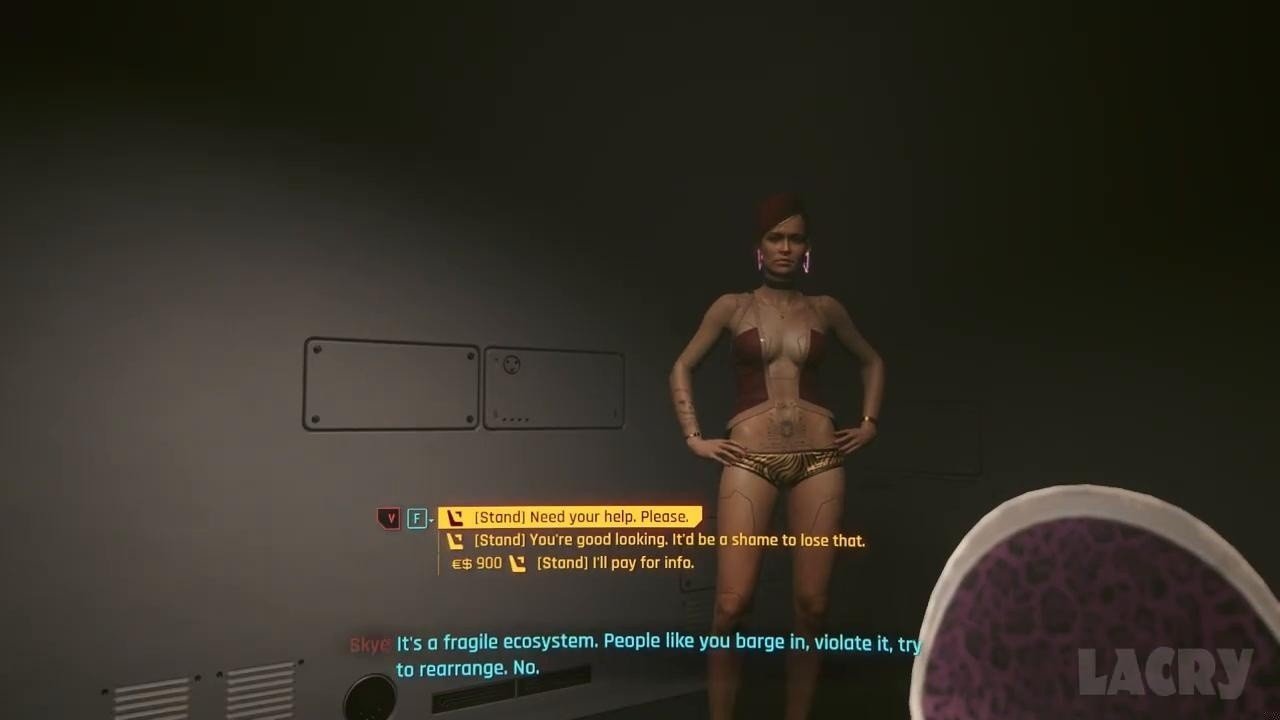 V F [Stand] Need your help. Please.
[Stand] You're good looking. It'd be a shame to lose that.
€$ 900 [Stand] I'll pay for info.
Skye It's a fragile ecosystem. People like you barge in, violate it, try
to rearrange. No.
LACRY